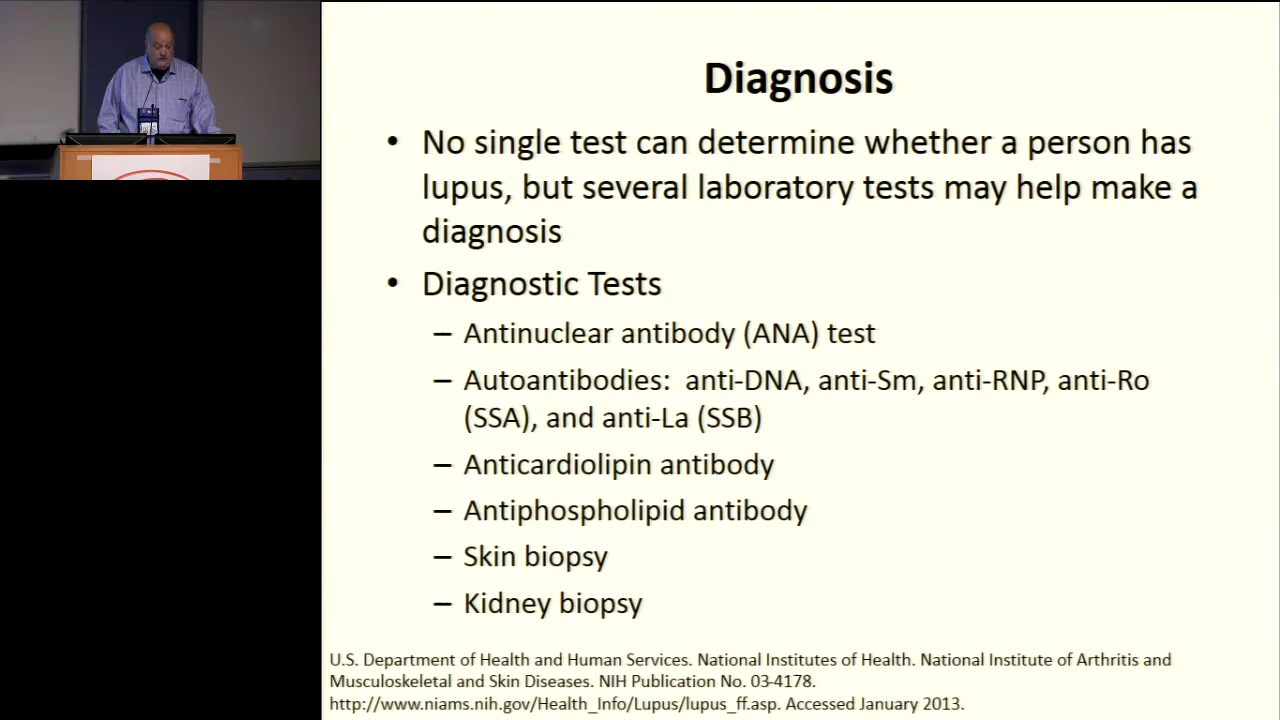 Diagnosis
• No single test can determine whether a person has
lupus, but several laboratory tests may help make a
diagnosis
• Diagnostic Tests
– Antinuclear antibody (ANA) test
– Autoantibodies: anti-DNA, anti-Sm, anti-RNP, anti-Ro
(SSA), and anti-La (SSB)
– Anticardiolipin antibody
– Antiphospholipid antibody
– Skin biopsy
– Kidney biopsy
U.S. Department of Health and Human Services. National Institutes of Health. National Institute of Arthritis and
Musculoskeletal and Skin Diseases. NIH Publication No. 03-4178.
http://www.niams.nih.gov/Health_Info/Lupus/lupus_ff.asp. Accessed January 2013.